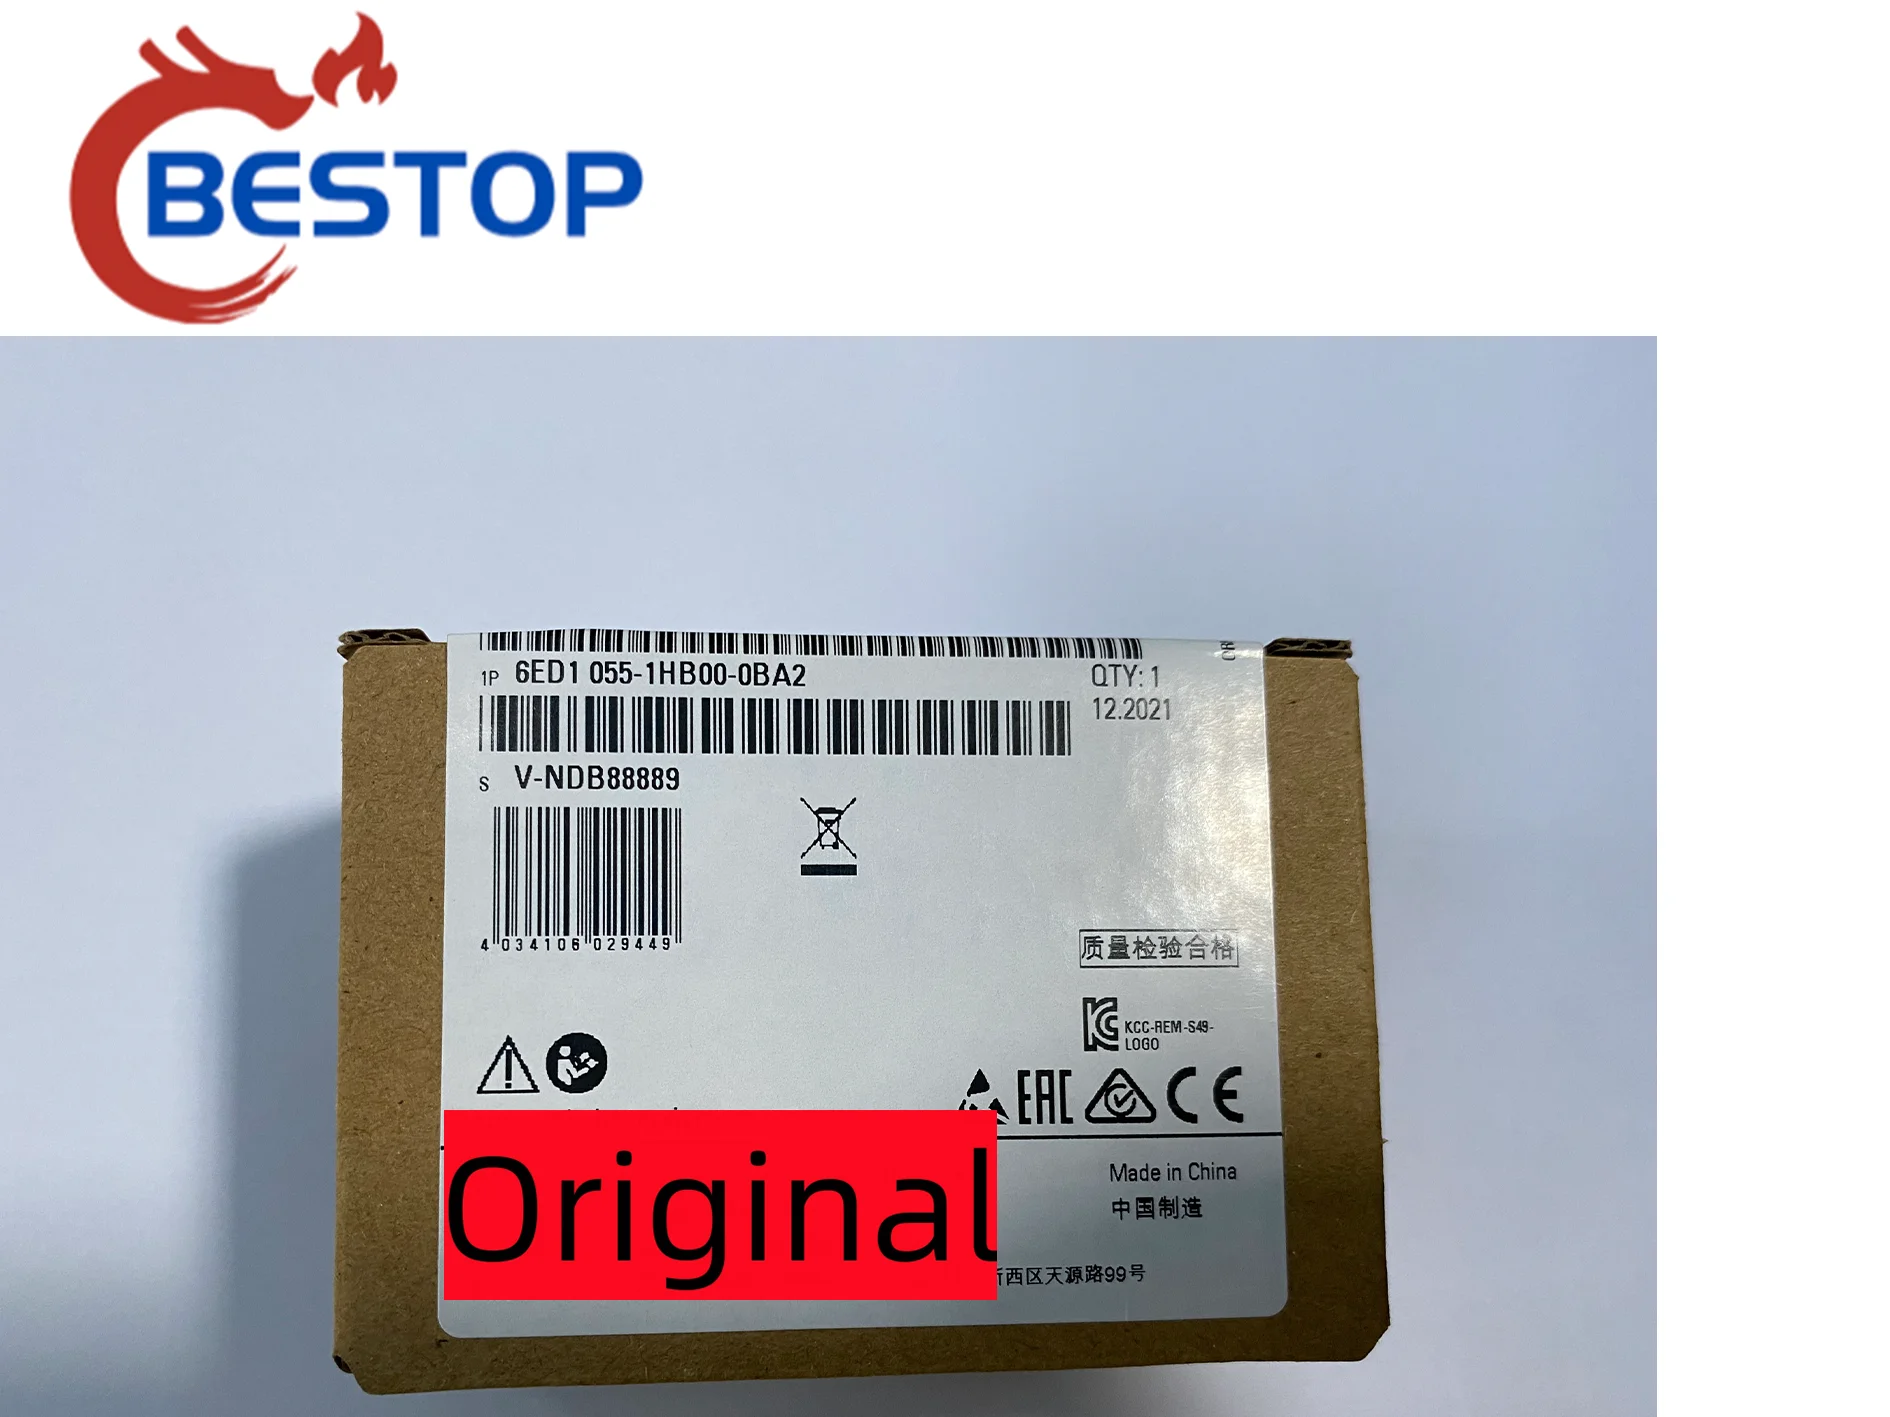 BESTOP
1P 6ED1 055-1HB00-0BA2
QTY: 1
12.2021
S V-NDB88889
4 034106 029449
质量检验合格
KCC-REM-S49-
LOGO
EAC
CE
Original
Made in China
中国制造
西区天源路99号